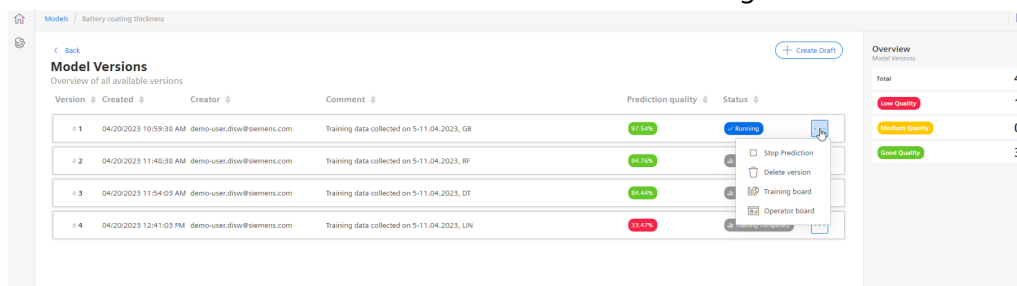 Models / Battery coating thickness
Back
+ Create Draft
Model Versions
Overview of all available versions
Version Created Creator Comment Prediction quality Status
# 1 04/20/2023 10:59:38 AM demo-user.disw@siemens.com Training data collected on 5-11.04.2023, GB 97.54% Running
# 2 04/20/2023 11:48:38 AM demo-user.disw@siemens.com Training data collected on 5-11.04.2023, RF 94.76%
# 3 04/20/2023 11:54:03 AM demo-user.disw@siemens.com Training data collected on 5-11.04.2023, DT 84.44%
# 4 04/20/2023 12:41:03 PM demo-user.disw@siemens.com Training data collected on 5-11.04.2023, LIN 33.47% Training completed
Stop Prediction
Delete version
Training board
Operator board
Overview
Model Versions
Total
Low Quality
Medium Quality
Good Quality